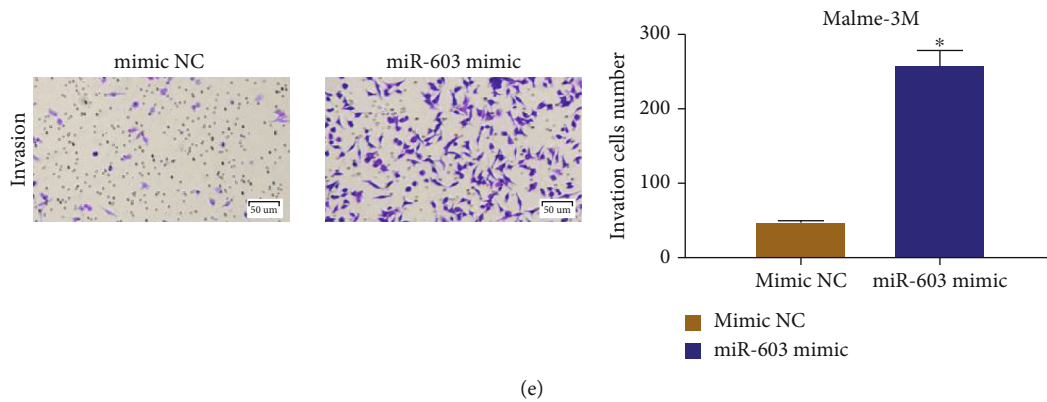 mimic NC
miR-603 mimic
Invasion
50 um
50 um
Malme-3M
Invation cells number
300
*
200
100
0
Mimic NC
miR-603 mimic
Mimic NC
miR-603 mimic
(e)